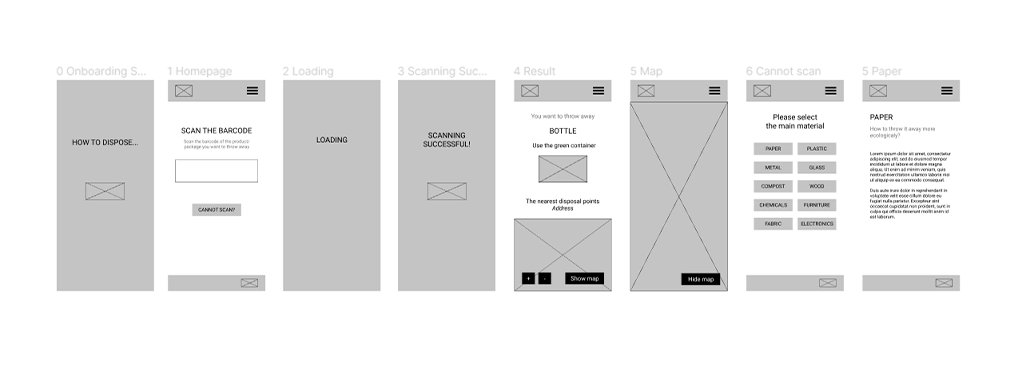 0 Onboarding S...
HOW TO DISPOSE...
1 Homepage
SCAN THE BARCODE
Scan the barcode of the product
package you want to throw away
CANNOT SCAN?
2 Loading
LOADING
3 Scanning Suc...
SCANNING
SUCCESSFUL!
4 Result
You want to throw away
BOTTLE
Use the green container
The nearest disposal points
Address
+
-
Show map
5 Map
Hide map
6 Cannot scan
Please select
the main material
PAPER
PLASTIC
METAL
GLASS
COMPOST
WOOD
CHEMICALS
FURNITURE
FABRIC
ELECTRONICS
5 Paper
PAPER
How to throw it away more
ecologicaly?
Lorem ipsum dolor sit amet, consectetur
adipiscing elit, sed do eiusmod tempor
incididunt ut labore et dolore magna
aliqua. Ut enim ad minim veniam, quis
nostrud exercitation ullamco laboris nisi
ut aliquip ex ea commodo consequat.
Duis aute irure dolor in reprehenderit in
voluptate velit esse cillum dolore eu
fugiat nulla pariatur. Excepteur sint
occaecat cupidatat non proident, sunt in
culpa qui officia deserunt mollit anim id
est laborum.